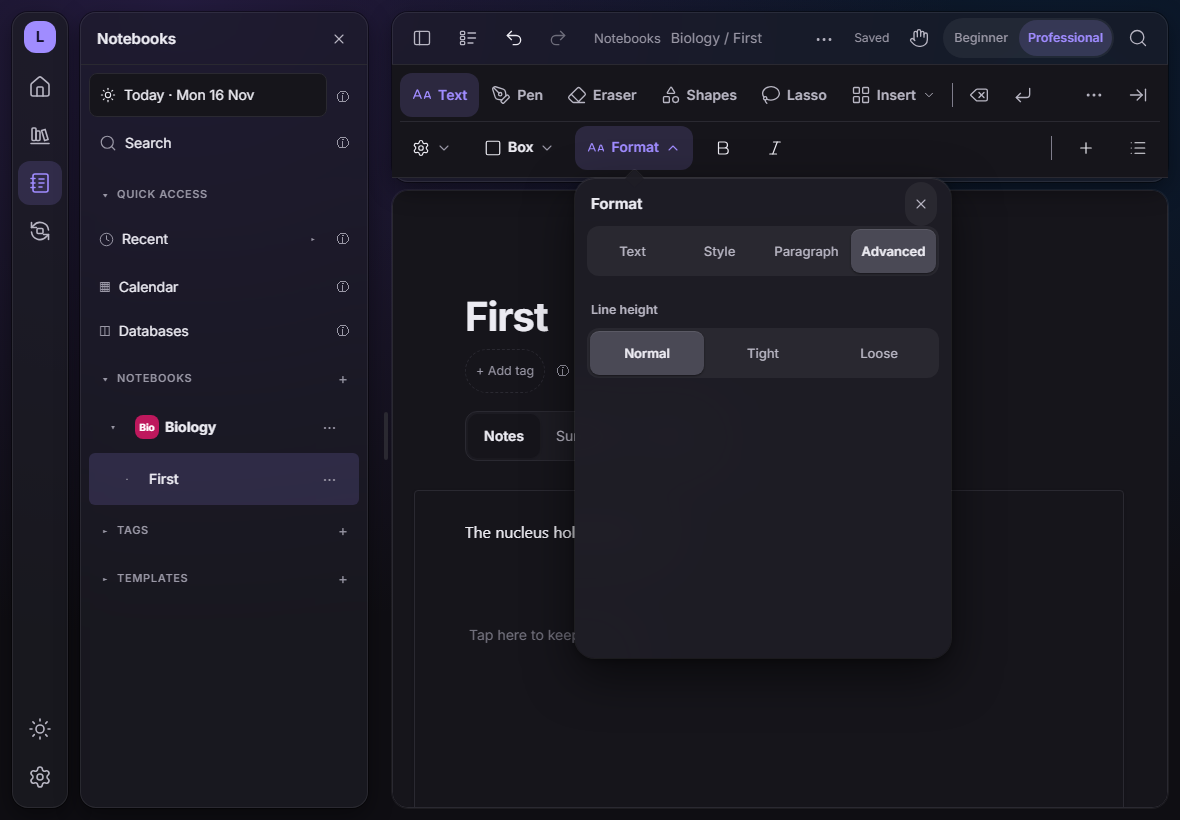 L
Notebooks
Today · Mon 16 Nov
Search
QUICK ACCESS
Recent
Calendar
Databases
NOTEBOOKS
Bio Biology
First
TAGS
TEMPLATES
Notebooks Biology / First
Saved
Beginner Professional
AA Text Pen Eraser Shapes Lasso Insert
Box AA Format B I
Format
Text Style Paragraph Advanced
Line height
Normal Tight Loose
First
+ Add tag
Notes
The nucleus
Tap here to